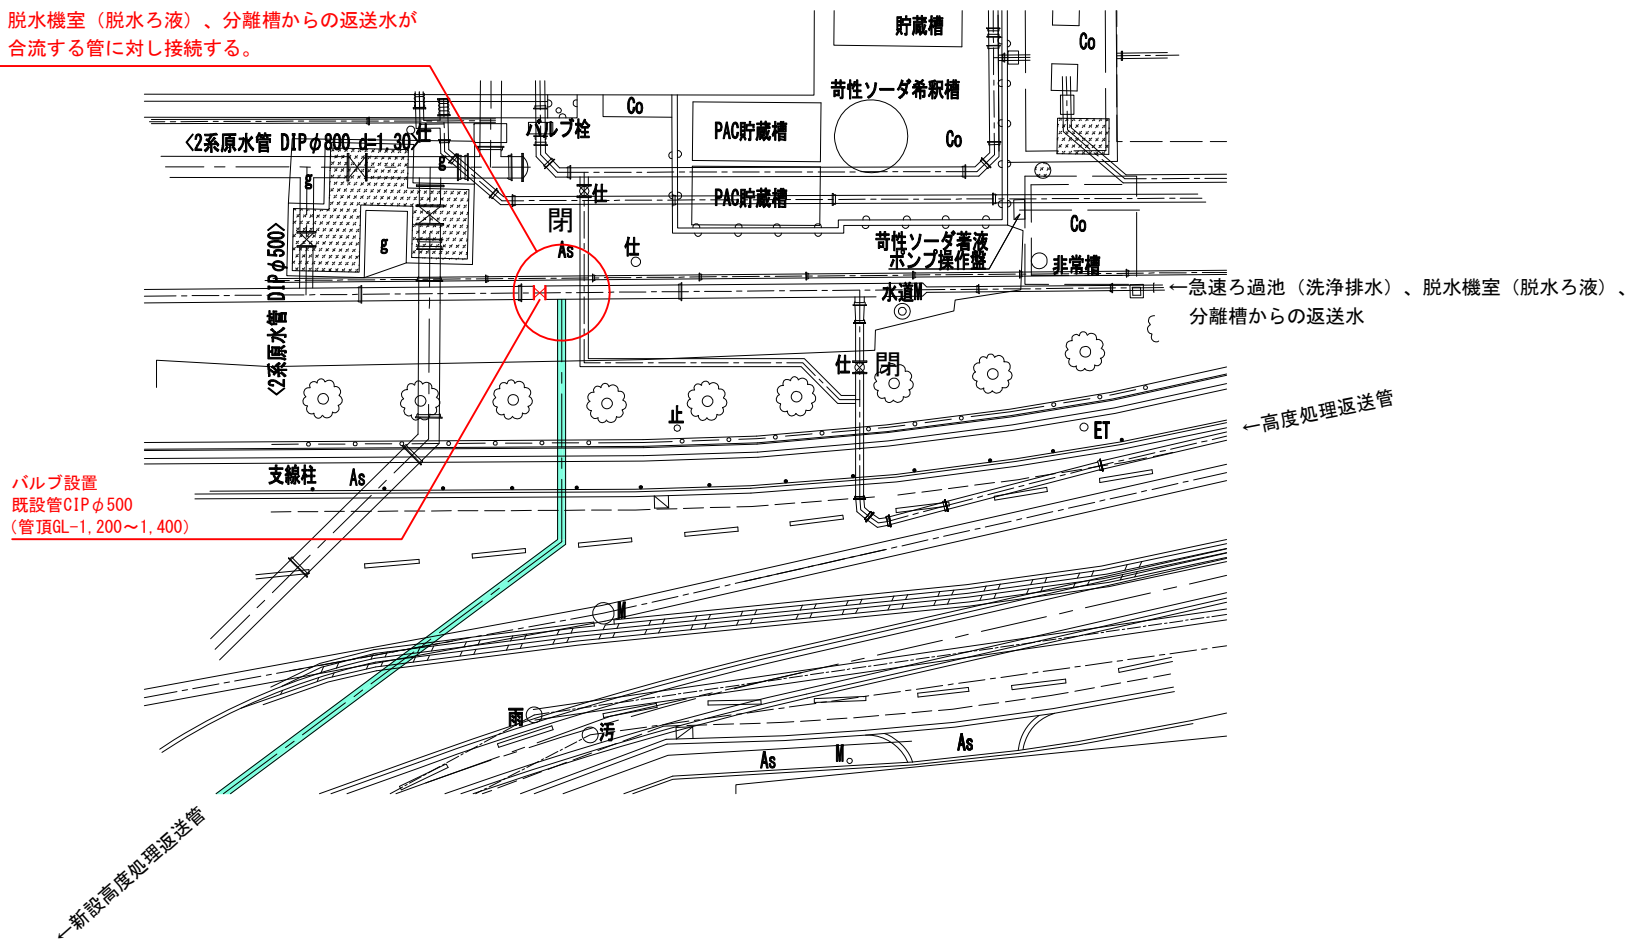 脱水機室（脱水ろ液）、分離槽からの返送水が
合流する管に対し接続する。
貯蔵槽
Co
苛性ソーダ希釈槽
Co
PAC貯蔵槽
Co
バルブ栓
仕
<2系原水管 DIPφ800 d=1.30>
g
g
PAC貯蔵槽
仕
閉
As
仕
g
Co
苛性ソーダ着液
ポンプ操作盤
非常槽
<2系原水管 DIPφ500>
水道M
←急速ろ過池（洗浄排水）、脱水機室（脱水ろ液）、
分離槽からの返送水
仕
閉
止
ET
←高度処理返送管
支線柱
As
バルブ設置
既設管CIPφ500
（管頂GL-1,200～1,400）
M
雨
汚
As
M
As
←新設高度処理返送管